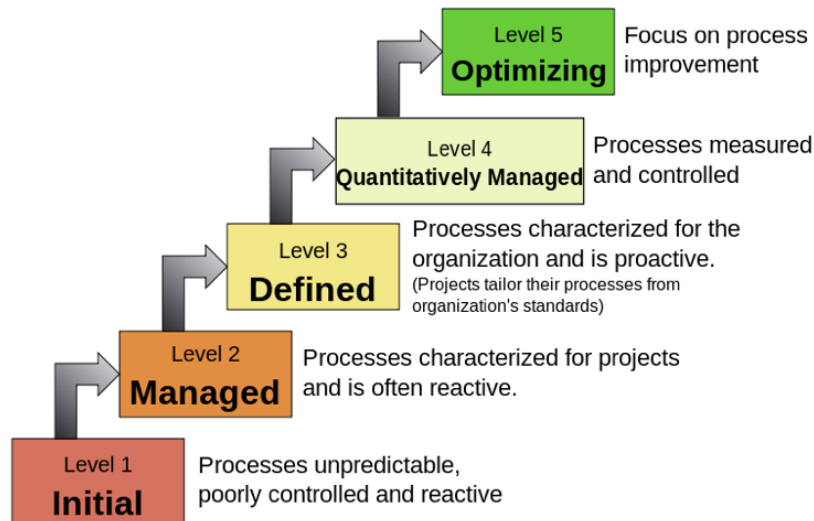 Level 5
Optimizing
Focus on process
improvement
Level 4
Quantitatively Managed
Processes measured
and controlled
Level 3
Defined
Processes characterized for the
organization and is proactive.
(Projects tailor their processes from
organization's standards)
Level 2
Managed
Processes characterized for projects
and is often reactive.
Level 1
Initial
Processes unpredictable,
poorly controlled and reactive